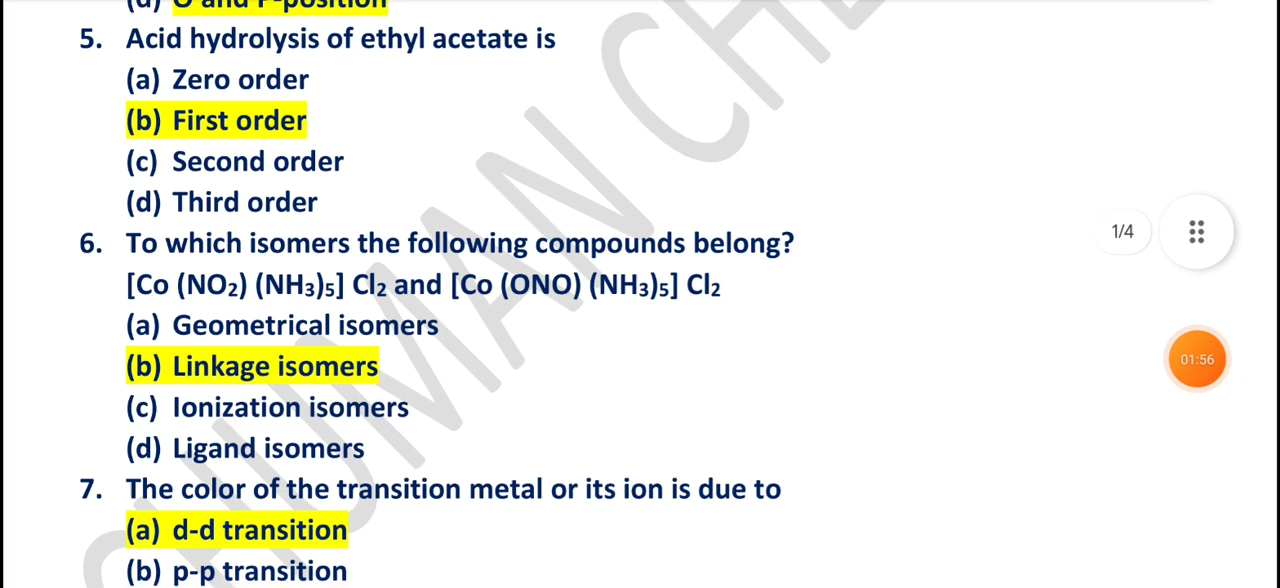 (d) O and P-position
5. Acid hydrolysis of ethyl acetate is
(a) Zero order
(b) First order
(c) Second order
(d) Third order
6. To which isomers the following compounds belong?
[Co (NO₂) (NH₃)₅] Cl₂ and [Co (ONO) (NH₃)₅] Cl₂
1/4
(a) Geometrical isomers
(b) Linkage isomers
01:56
(c) Ionization isomers
(d) Ligand isomers
7. The color of the transition metal or its ion is due to
(a) d-d transition
(b) p-p transition